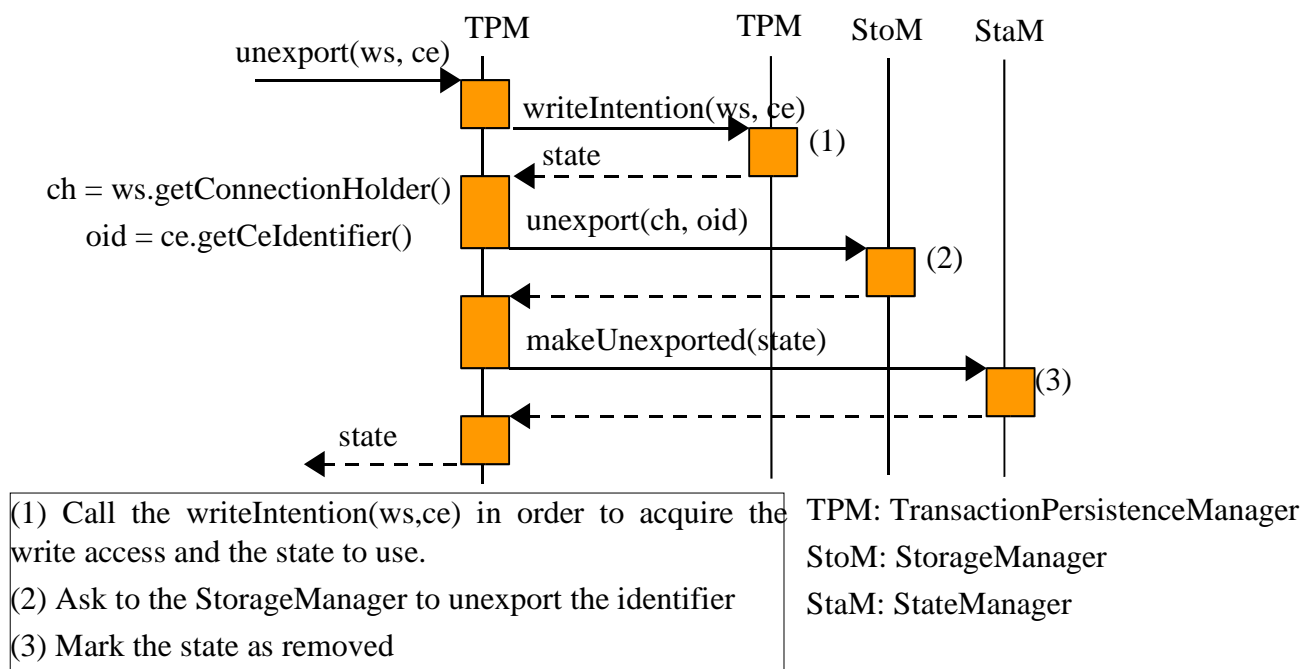 TPM TPM StoM StaM
unexport(ws, ce)
writeIntention(ws, ce)
(1)
state
ch = ws.getConnectionHolder()
unexport(ch, oid)
oid = ce.getCeIdentifier()
(2)
makeUnexported(state)
(3)
state
(1) Call the writeIntention(ws,ce) in order to acquire the
write access and the state to use.
(2) Ask to the StorageManager to unexport the identifier
(3) Mark the state as removed
TPM: TransactionPersistenceManager
StoM: StorageManager
StaM: StateManager